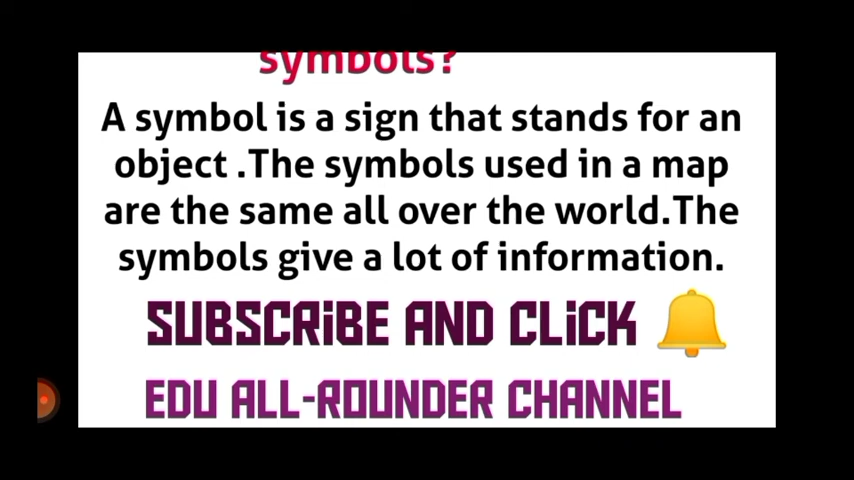 symbols?
A symbol is a sign that stands for an
object .The symbols used in a map
are the same all over the world.The
symbols give a lot of information.
SUBSCRiBE AND CLiCK
EDU ALL-ROUNDER CHANNEL